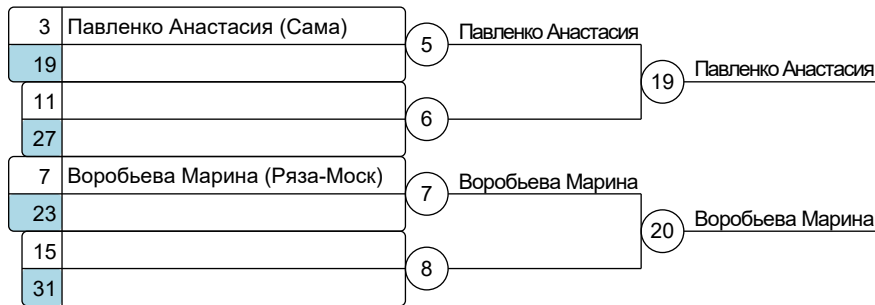 3 Павленко Анастасия (Сама)
5 Павленко Анастасия
19
19 Павленко Анастасия
11
6
27
7 Воробьева Марина (Ряза-Моск)
7 Воробьева Марина
23
20 Воробьева Марина
15
8
31